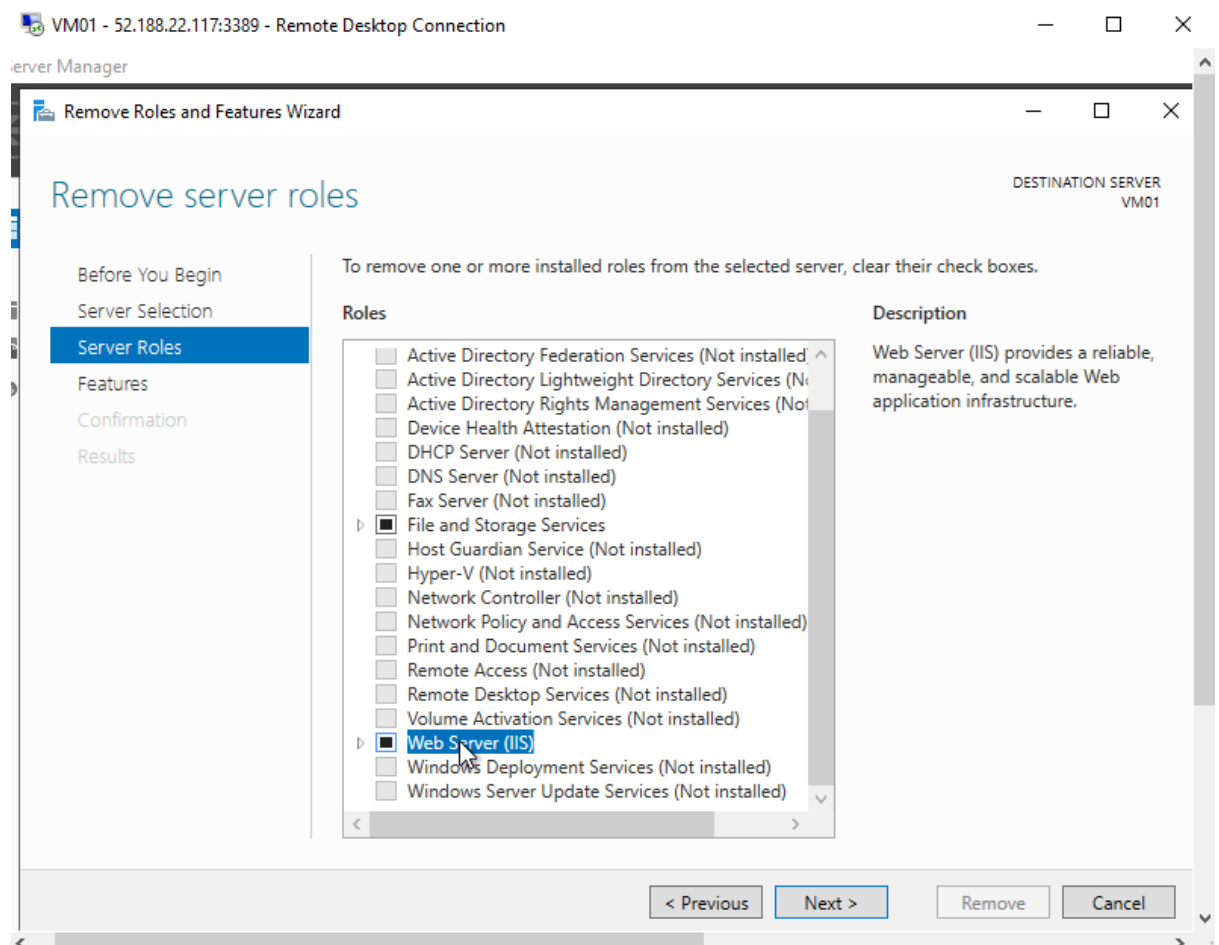 VM01 - 52.188.22.117:3389 - Remote Desktop Connection
erver Manager
Remove Roles and Features Wizard
Remove server roles
DESTINATION SERVER
VM01
Before You Begin
Server Selection
Server Roles
Features
Confirmation
Results
To remove one or more installed roles from the selected server, clear their check boxes.
Roles
Active Directory Federation Services (Not installed)
Active Directory Lightweight Directory Services (No
Active Directory Rights Management Services (Not
Device Health Attestation (Not installed)
DHCP Server (Not installed)
DNS Server (Not installed)
Fax Server (Not installed)
File and Storage Services
Host Guardian Service (Not installed)
Hyper-V (Not installed)
Network Controller (Not installed)
Network Policy and Access Services (Not installed)
Print and Document Services (Not installed)
Remote Access (Not installed)
Remote Desktop Services (Not installed)
Volume Activation Services (Not installed)
Web Server (IIS)
Windows Deployment Services (Not installed)
Windows Server Update Services (Not installed)
Description
Web Server (IIS) provides a reliable,
manageable, and scalable Web
application infrastructure.
< Previous
Next >
Remove
Cancel